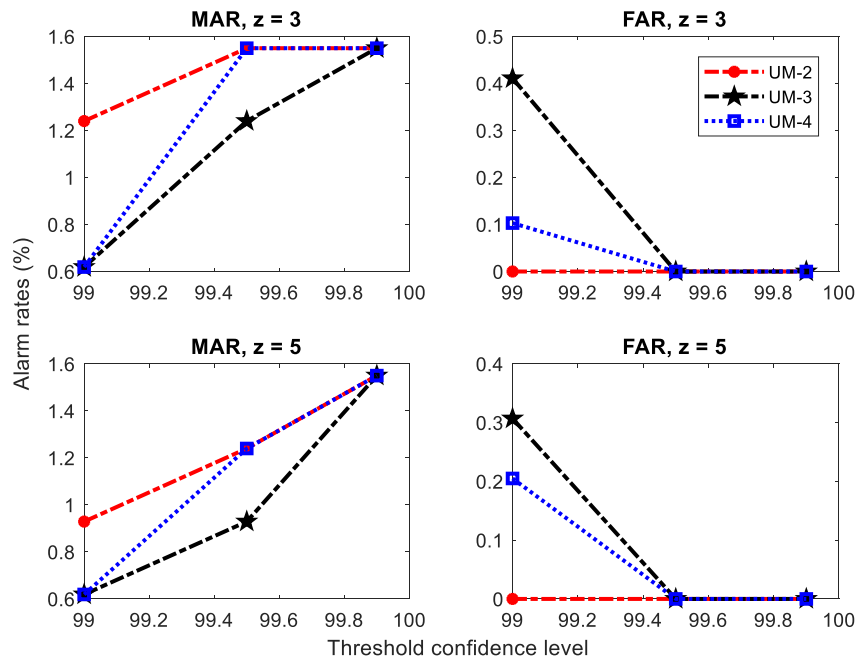 MAR, z = 3
1.6
1.4
1.2
1
0.8
0.6
99 99.2 99.4 99.6 99.8 100
FAR, z = 3
0.5
0.4
0.3
0.2
0.1
0
99 99.2 99.4 99.6 99.8 100
UM-2
UM-3
UM-4
Alarm rates (%)
MAR, z = 5
1.6
1.4
1.2
1
0.8
0.6
99 99.2 99.4 99.6 99.8 100
FAR, z = 5
0.4
0.3
0.2
0.1
0
99 99.2 99.4 99.6 99.8 100
Threshold confidence level